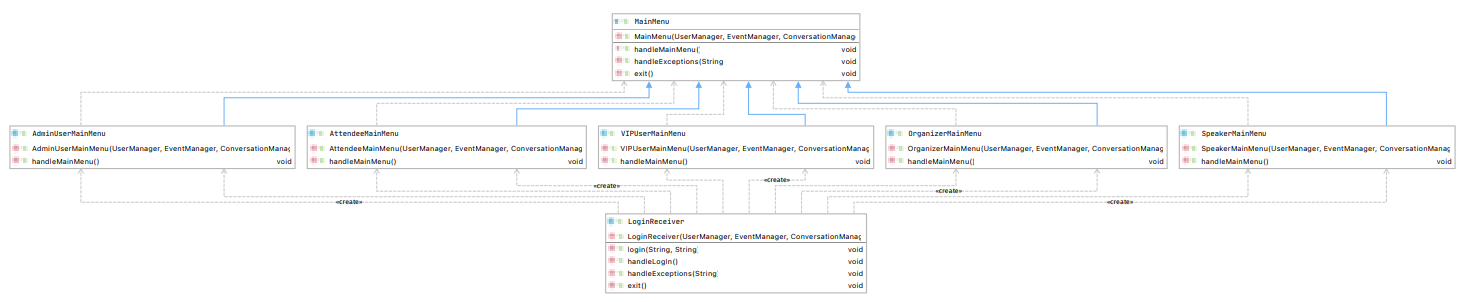 MainMenu
MainMenu(UserManager, EventManager, ConversationManag
handleMainMenu( void
handleExceptions(String void
exit() void
AdminUserMainMenu
AdminUserMainMenu(UserManager, EventManager, ConversationManag
handleMainMenu() void
AttendeeMainMenu
AttendeeMainMenu(UserManager, EventManager, ConversationManag
handleMainMenu() void
VIPUserMainMenu
VIPUserMainMenu(UserManager, EventManager, ConversationManag
handleMainMenu() void
OrganizerMainMenu
OrganizerMainMenu(UserManager, EventManager, ConversationManag
handleMainMenu() void
SpeakerMainMenu
SpeakerMainMenu(UserManager, EventManager, ConversationManag
handleMainMenu() void
«create»
«create»
«create»
«create»
«create»
LoginReceiver
LoginReceiver(UserManager, EventManager, ConversationManag
login(String, String) void
handleLogIn() void
handleExceptions(String) void
exit() void